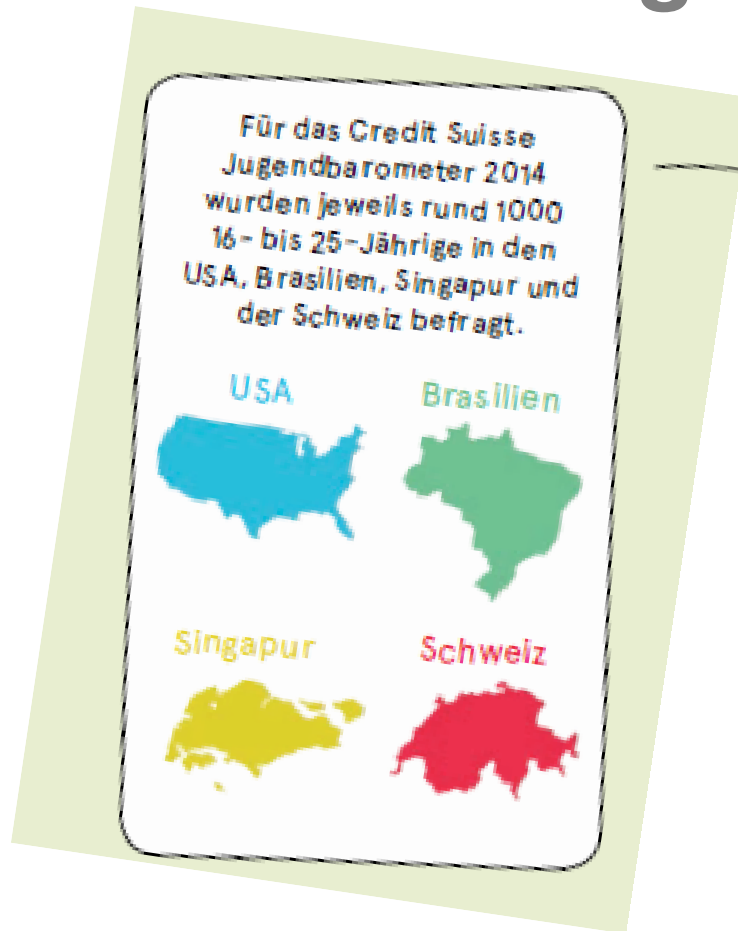 g
Für das Credit Suisse
Jugendbarometer 2014
wurden jeweils rund 1000
16- bis 25-Jährige in den
USA, Brasilien, Singapur und
der Schweiz befragt.
USA
Brasilien
Singapur
Schweiz